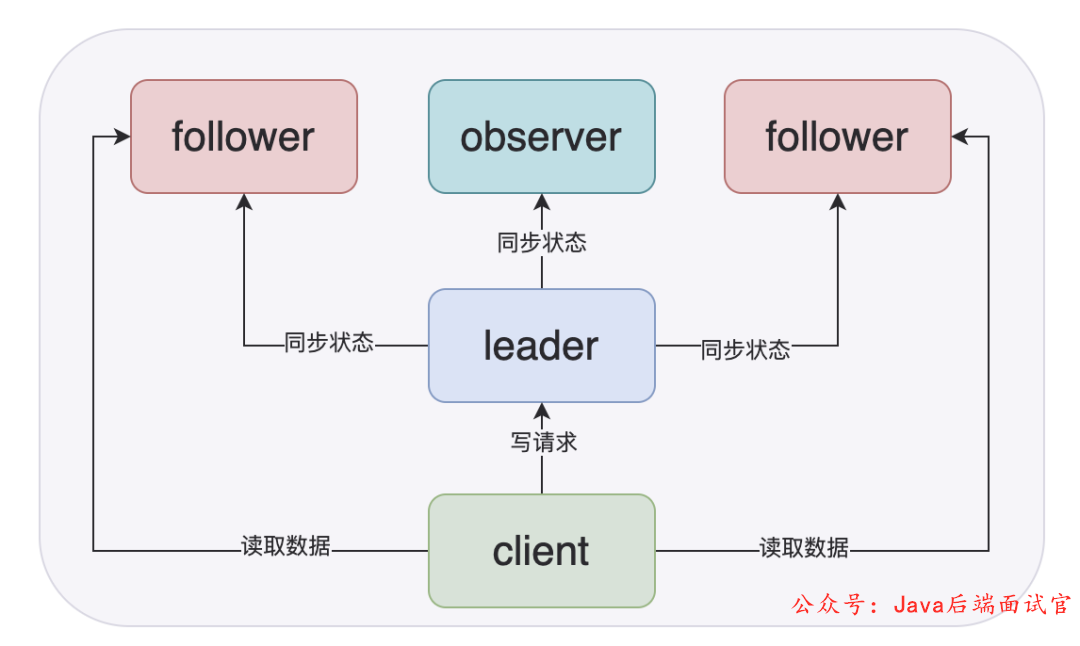 follower
observer
follower
同步状态
同步状态
leader
同步状态
写请求
读取数据
client
读取数据
公众号：Java后端面试官